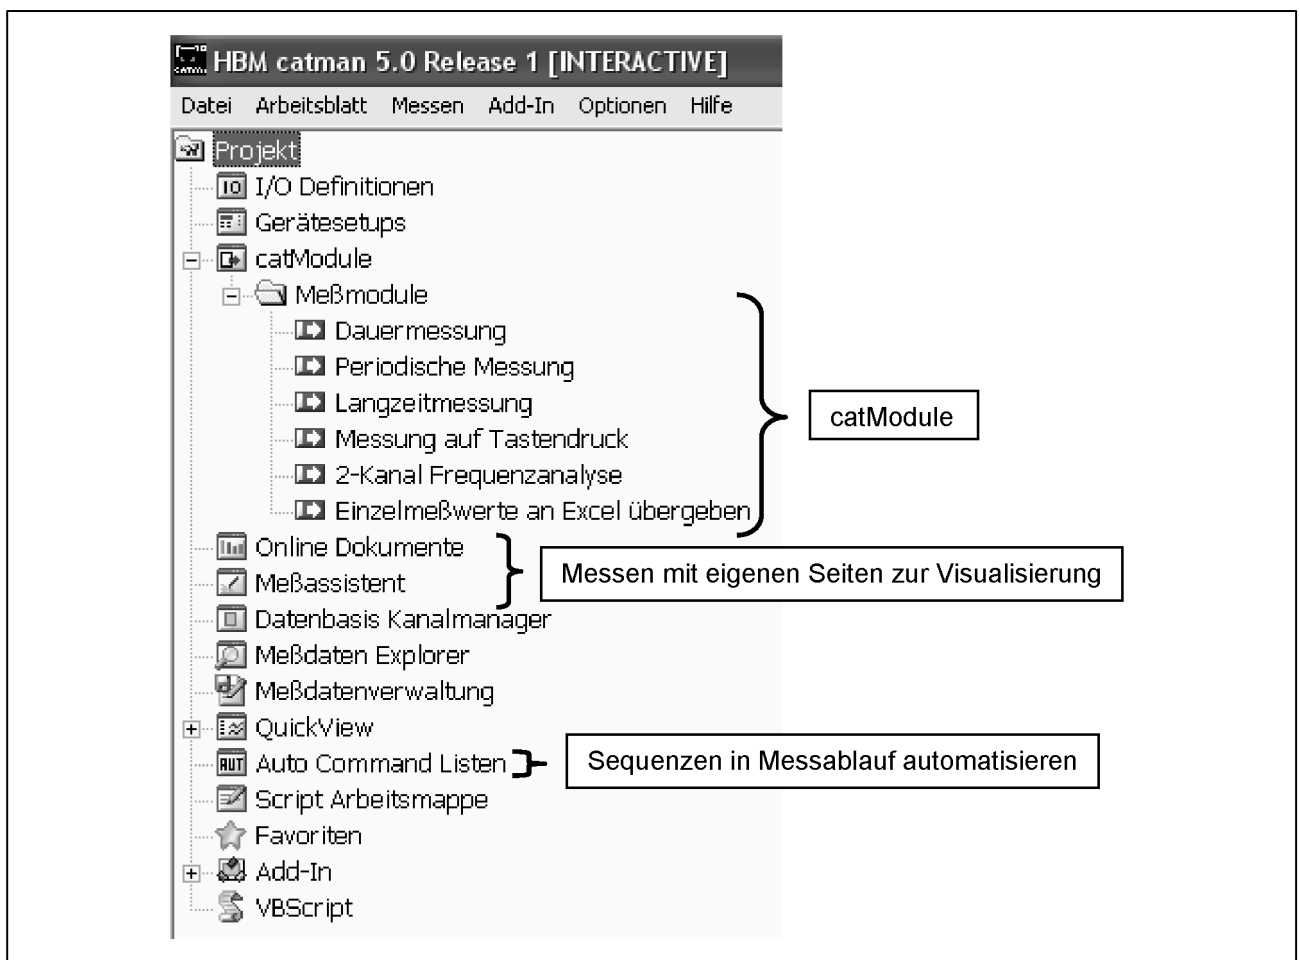 HBM catman 5.0 Release 1 [INTERACTIVE]
Datei Arbeitsblatt Messen Add-In Optionen Hilfe
Projekt
I/O Definitionen
Gerätesetups
catModule
Meßmodule
Dauermessung
Periodische Messung
Langzeitmessung
catModule
Messung auf Tastendruck
2-Kanal Frequenzanalyse
Einzelmeßwerte an Excel übergeben
Online Dokumente
Messen mit eigenen Seiten zur Visualisierung
Meßassistent
Datenbasis Kanalmanager
Meßdaten Explorer
Meßdatenverwaltung
QuickView
Auto Command Listen
Sequenzen in Messablauf automatisieren
Script Arbeitsmappe
Favoriten
Add-In
VBScript